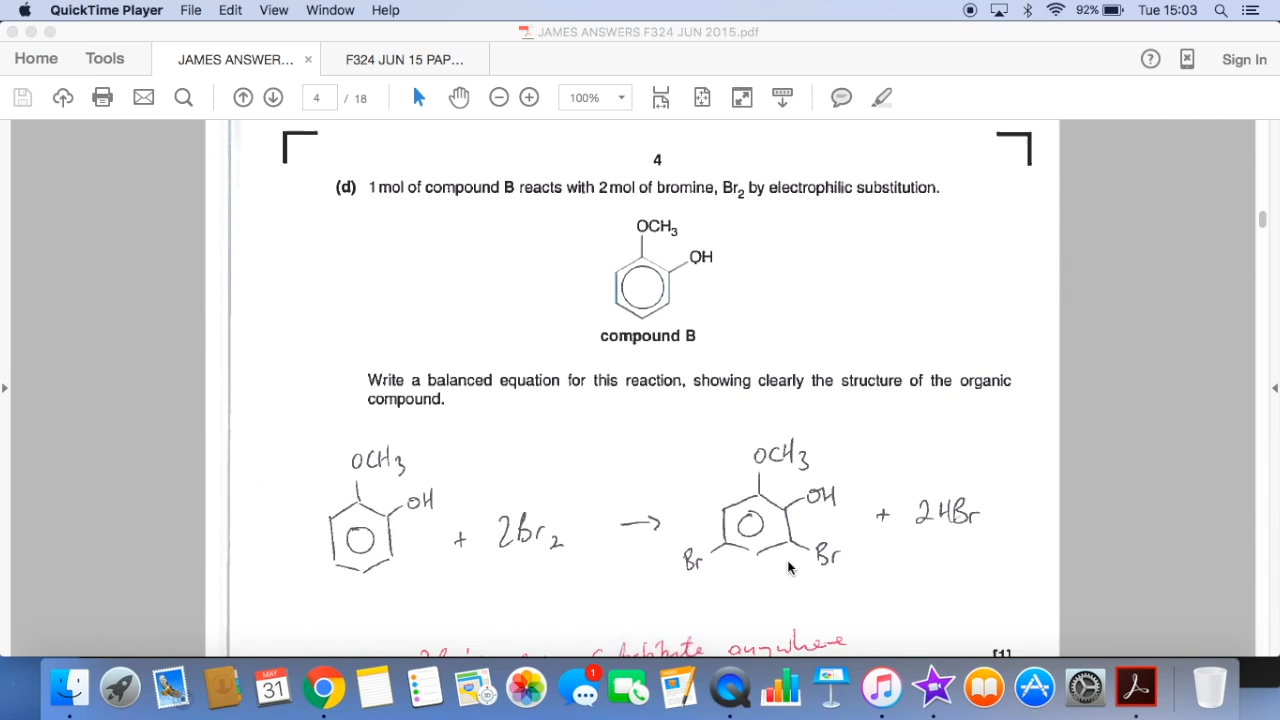 QuickTime Player File Edit View Window Help 92% Tue 15:03
JAMES ANSWERS F324 JUN 2015.pdf
Home Tools JAMES ANSWER... × F324 JUN 15 PAP... Sign In
4 / 18 100%
4
(d) 1 mol of compound B reacts with 2 mol of bromine, Br₂ by electrophilic substitution.
OCH₃
OH
compound B
Write a balanced equation for this reaction, showing clearly the structure of the organic
compound.
OCH₃ OCH₃
OH + 2Br₂ → OH + 2HBr
Br Br
substitute anywhere
[1]
MAY
31
1